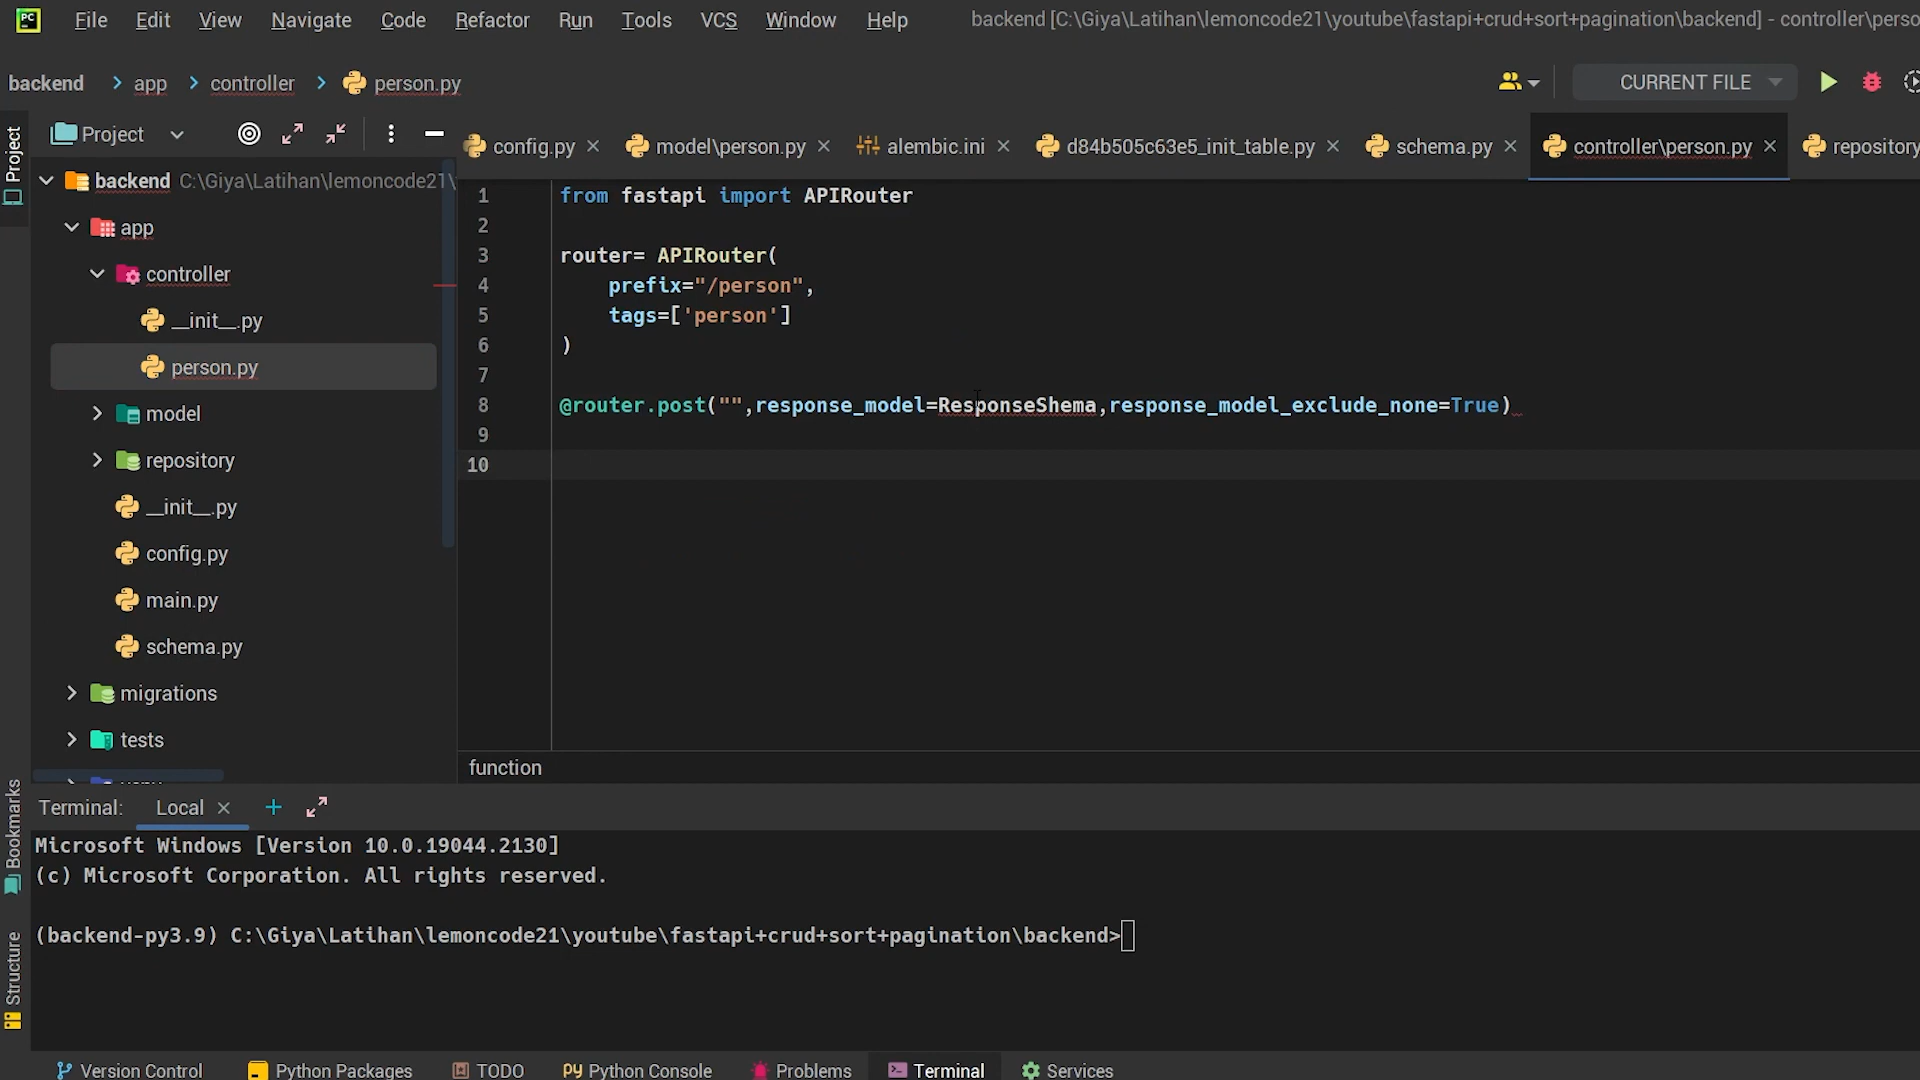 PC File Edit View Navigate Code Refactor Run Tools VCS Window Help backend [C:\Giya\Latihan\lemoncode21\youtube\fastapi+crud+sort+pagination\backend] - controller\perso
backend app controller person.py CURRENT FILE
Project
config.py model\person.py alembic.ini d84b505c63e5_init_table.py schema.py controller\person.py repository
Project
backend C:\Giya\Latihan\lemoncode21\
app
controller
__init__.py
person.py
model
repository
__init__.py
config.py
main.py
schema.py
migrations
tests
1 from fastapi import APIRouter
2
3 router= APIRouter(
4 prefix="/person",
5 tags=['person']
6 )
7
8 @router.post("",response_model=ResponseShema,response_model_exclude_none=True)
9
10
function
Bookmarks
Structure
Terminal: Local
Microsoft Windows [Version 10.0.19044.2130]
(c) Microsoft Corporation. All rights reserved.
(backend-py3.9) C:\Giya\Latihan\lemoncode21\youtube\fastapi+crud+sort+pagination\backend>
Version Control Python Packages TODO Python Console Problems Terminal Services